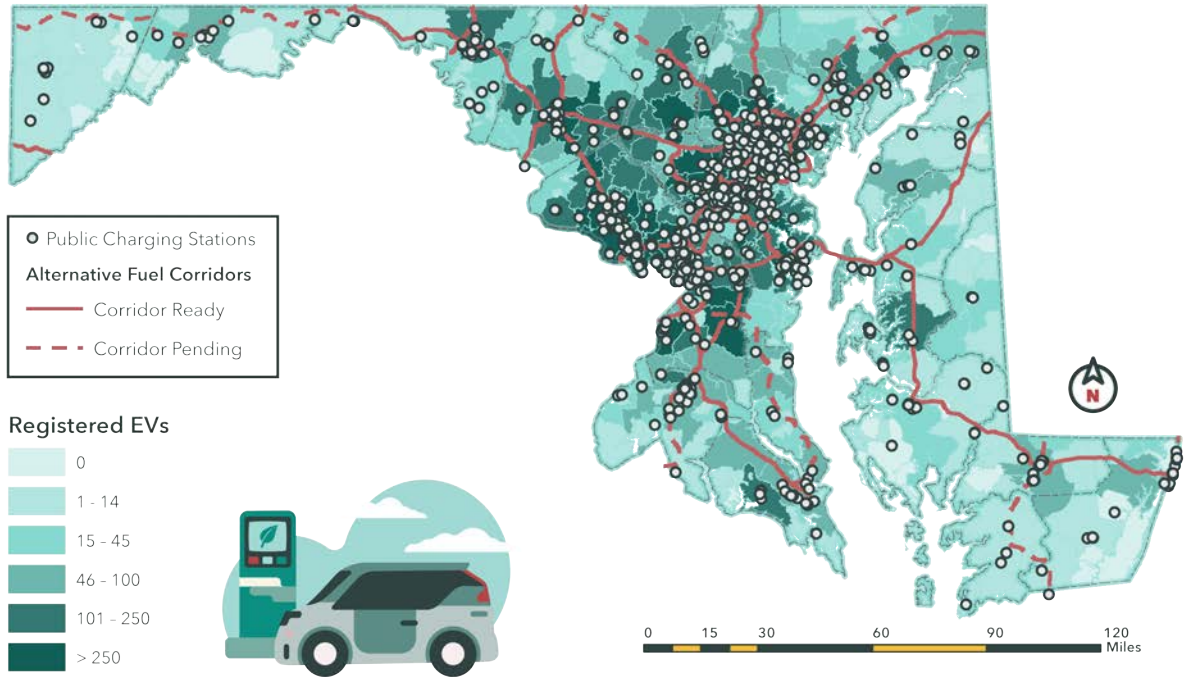 Public Charging Stations
Alternative Fuel Corridors
Corridor Ready
Corridor Pending
N
Registered EVs
0
1 - 14
15 - 45
46 - 100
101 - 250
> 250
0 15 30 60 90 120
Miles